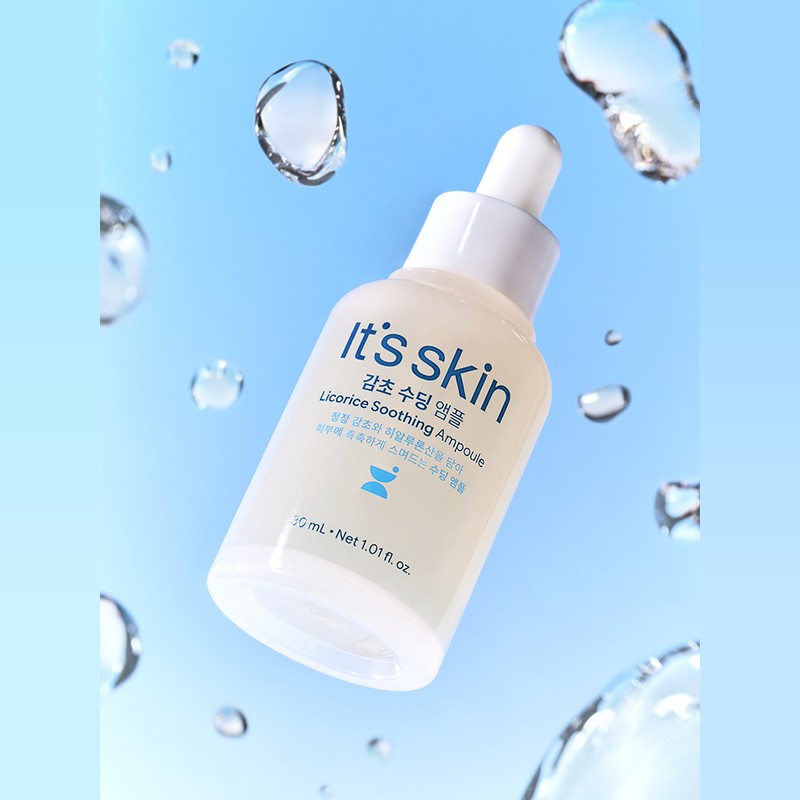 It's skin
감초 수딩 앰플
Licorice Soothing Ampoule
청정 감초와 히알루론산을 담아
피부에 촉촉하게 스며드는 수딩 앰플
30 mL • Net 1.01 fl. oz.